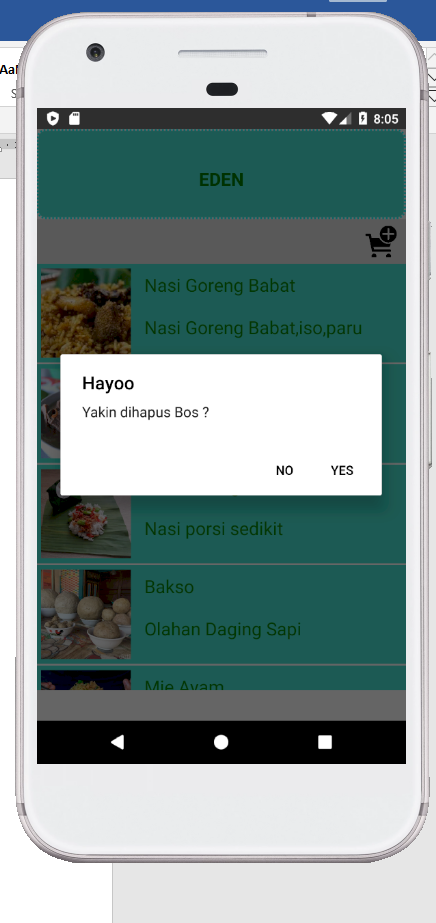 8:05
EDEN
Nasi Goreng Babat
Nasi Goreng Babat,iso,paru
Hayoo
Yakin dihapus Bos ?
NO YES
Nasi porsi sedikit
Bakso
Olahan Daging Sapi
Mie Ayam